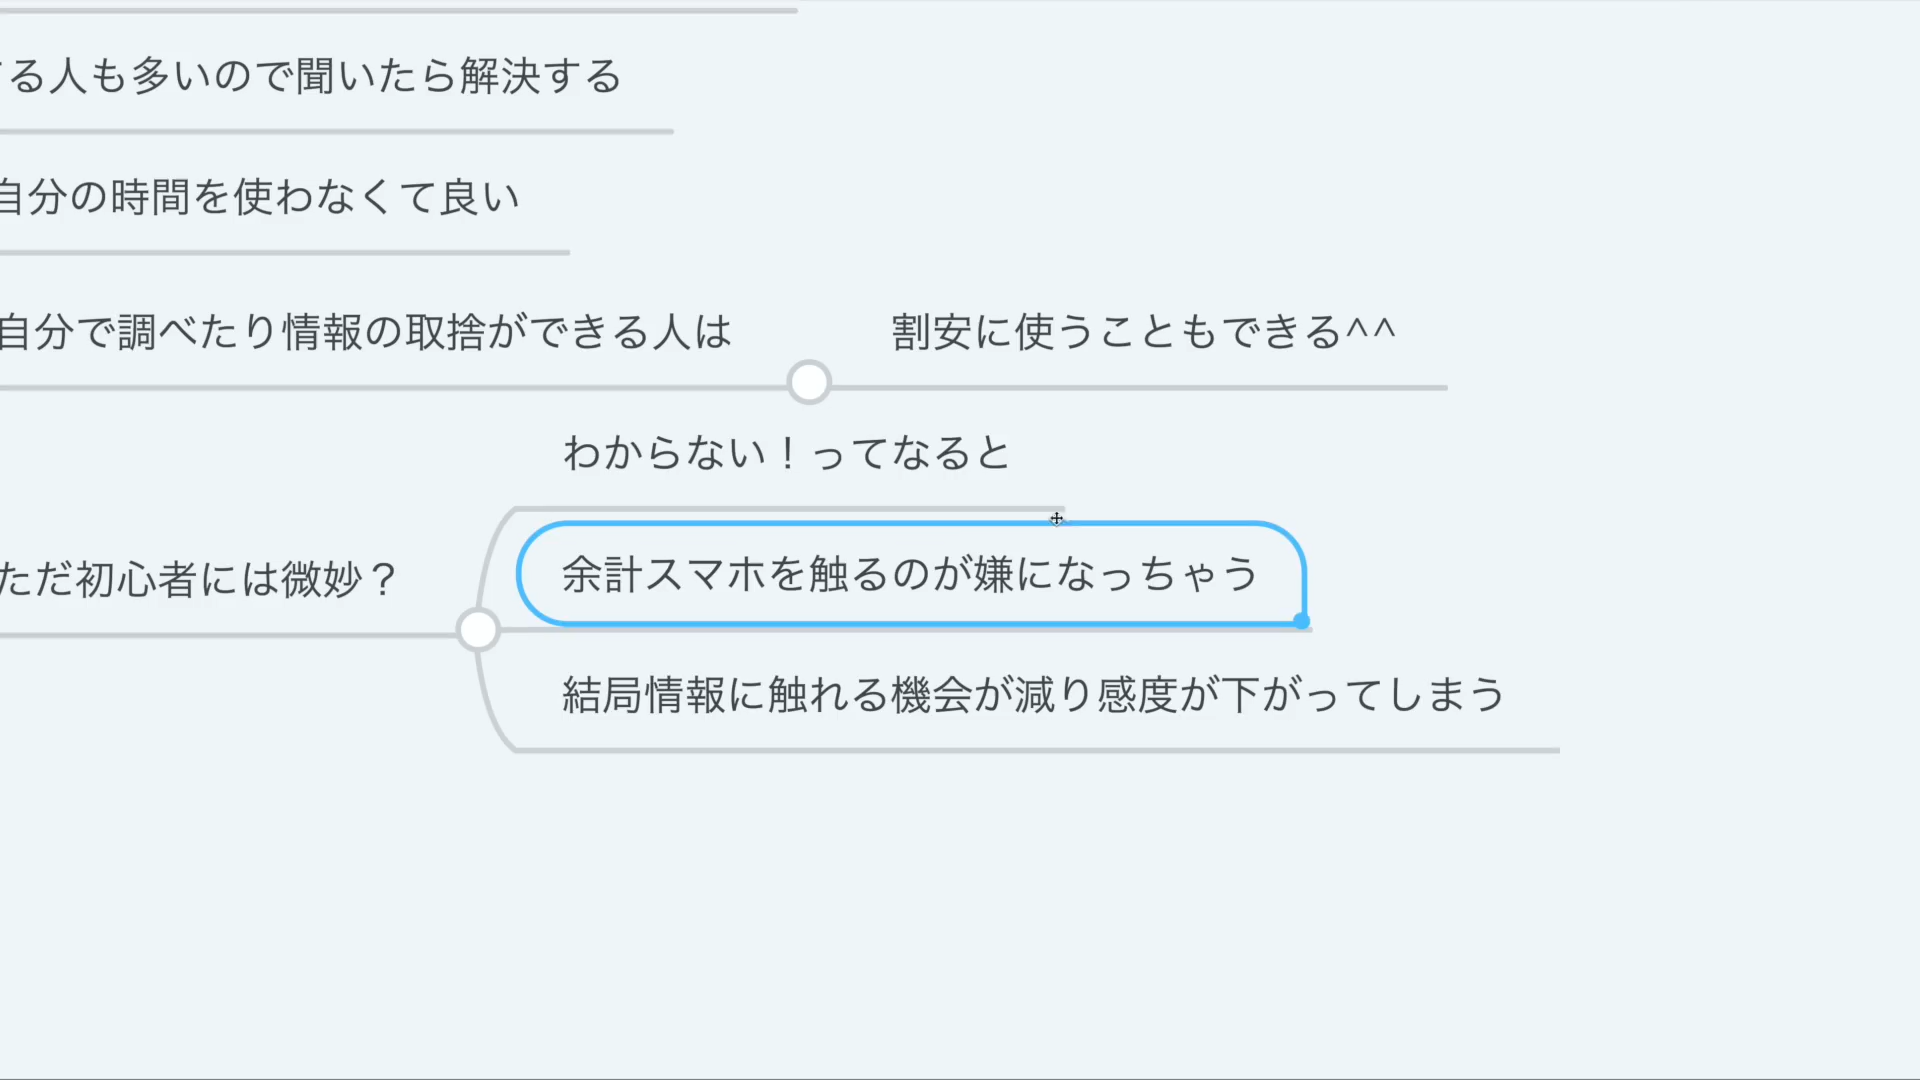 る人も多いので聞いたら解決する
自分の時間を使わなくて良い
自分で調べたり情報の取捨ができる人は
割安に使うこともできる^^
わからない！ってなると
ただ初心者には微妙？
余計スマホを触るのが嫌になっちゃう
結局情報に触れる機会が減り感度が下がってしまう